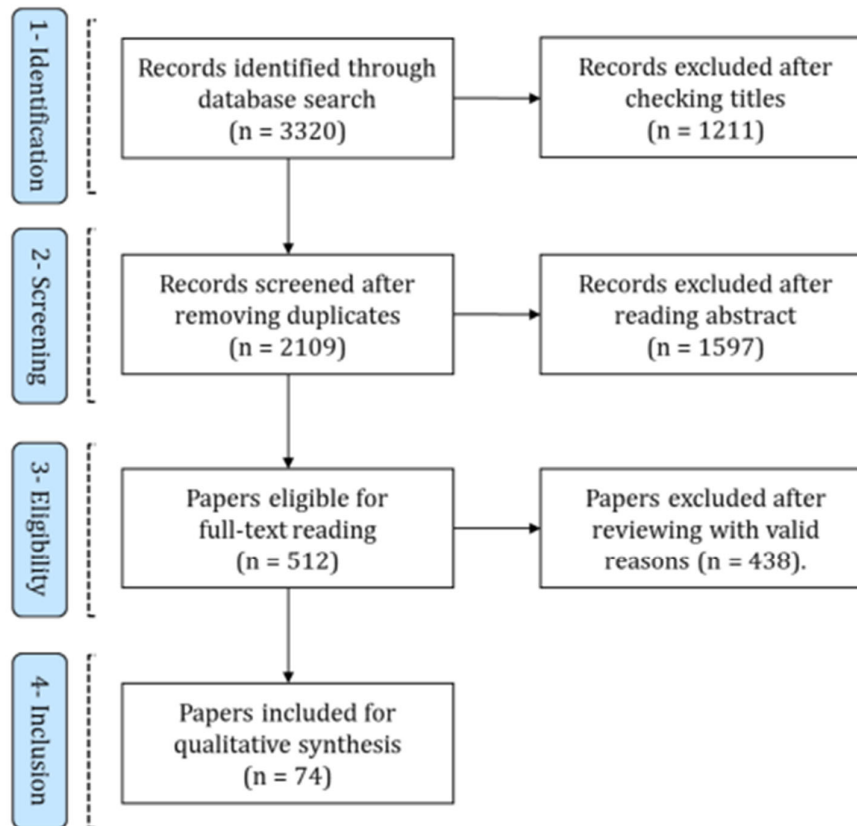 1- Identification
Records identified through
database search
(n = 3320)
Records excluded after
checking titles
(n = 1211)
2- Screening
Records screened after
removing duplicates
(n = 2109)
Records excluded after
reading abstract
(n = 1597)
3- Eligibility
Papers eligible for
full-text reading
(n = 512)
Papers excluded after
reviewing with valid
reasons (n = 438).
4- Inclusion
Papers included for
qualitative synthesis
(n = 74)